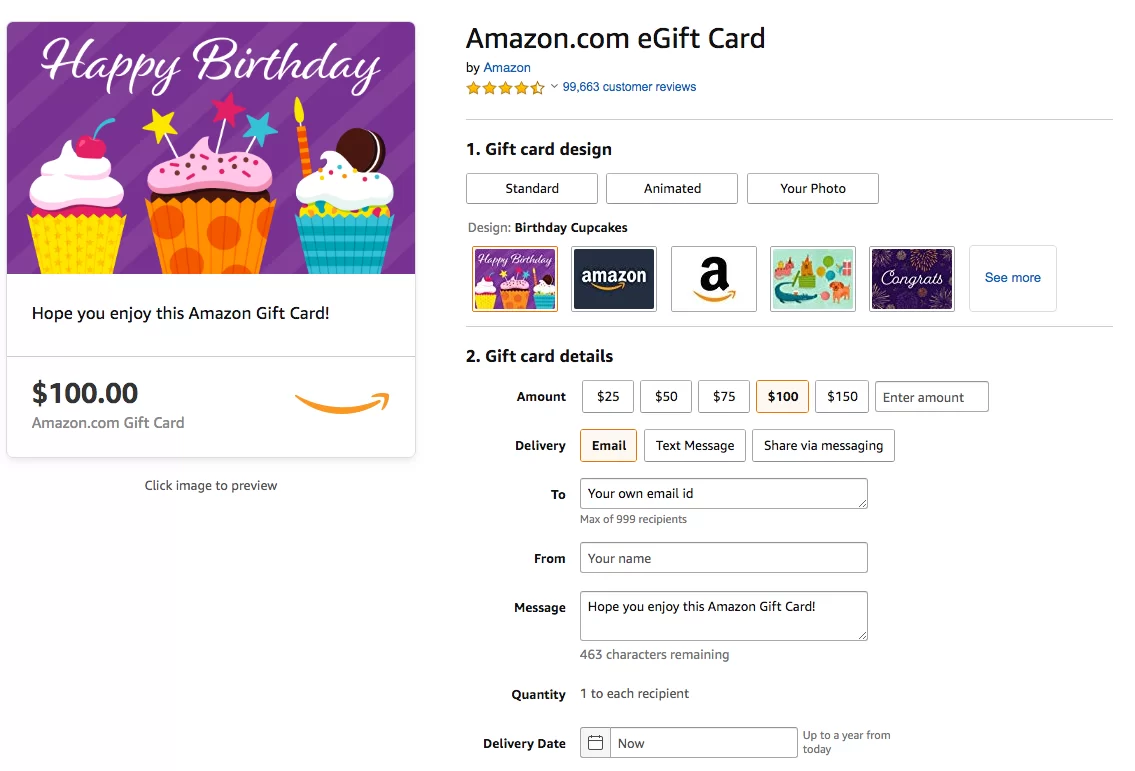 Happy Birthday
Hope you enjoy this Amazon Gift Card!
$100.00
Amazon.com Gift Card
Click image to preview
Amazon.com eGift Card
by Amazon
99,663 customer reviews
1. Gift card design
Standard Animated Your Photo
Design: Birthday Cupcakes
Happy Birthday amazon a Congrats See more
2. Gift card details
Amount $25 $50 $75 $100 $150 Enter amount
Delivery Email Text Message Share via messaging
To Your own email id
Max of 999 recipients
From Your name
Message Hope you enjoy this Amazon Gift Card!
463 characters remaining
Quantity 1 to each recipient
Delivery Date Now Up to a year from
today